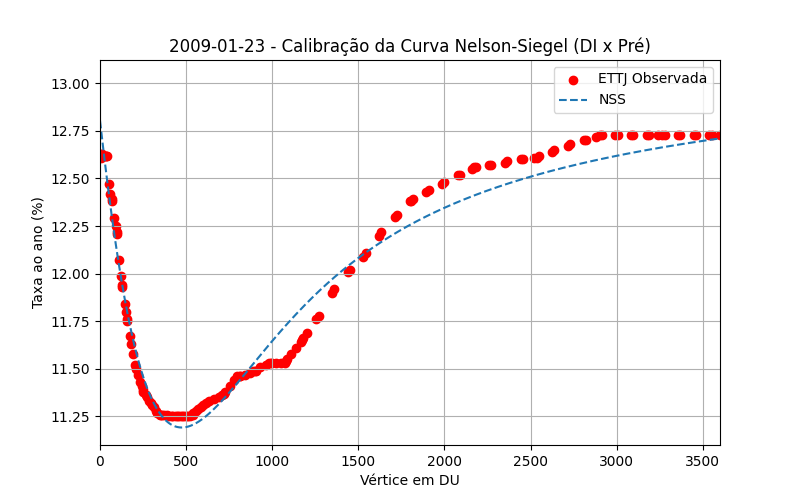 2009-01-23 - Calibração da Curva Nelson-Siegel (DI x Pré)
ETTJ Observada
NSS
Taxa ao ano (%)
13.00
12.75
12.50
12.25
12.00
11.75
11.50
11.25
0 500 1000 1500 2000 2500 3000 3500
Vértice em DU